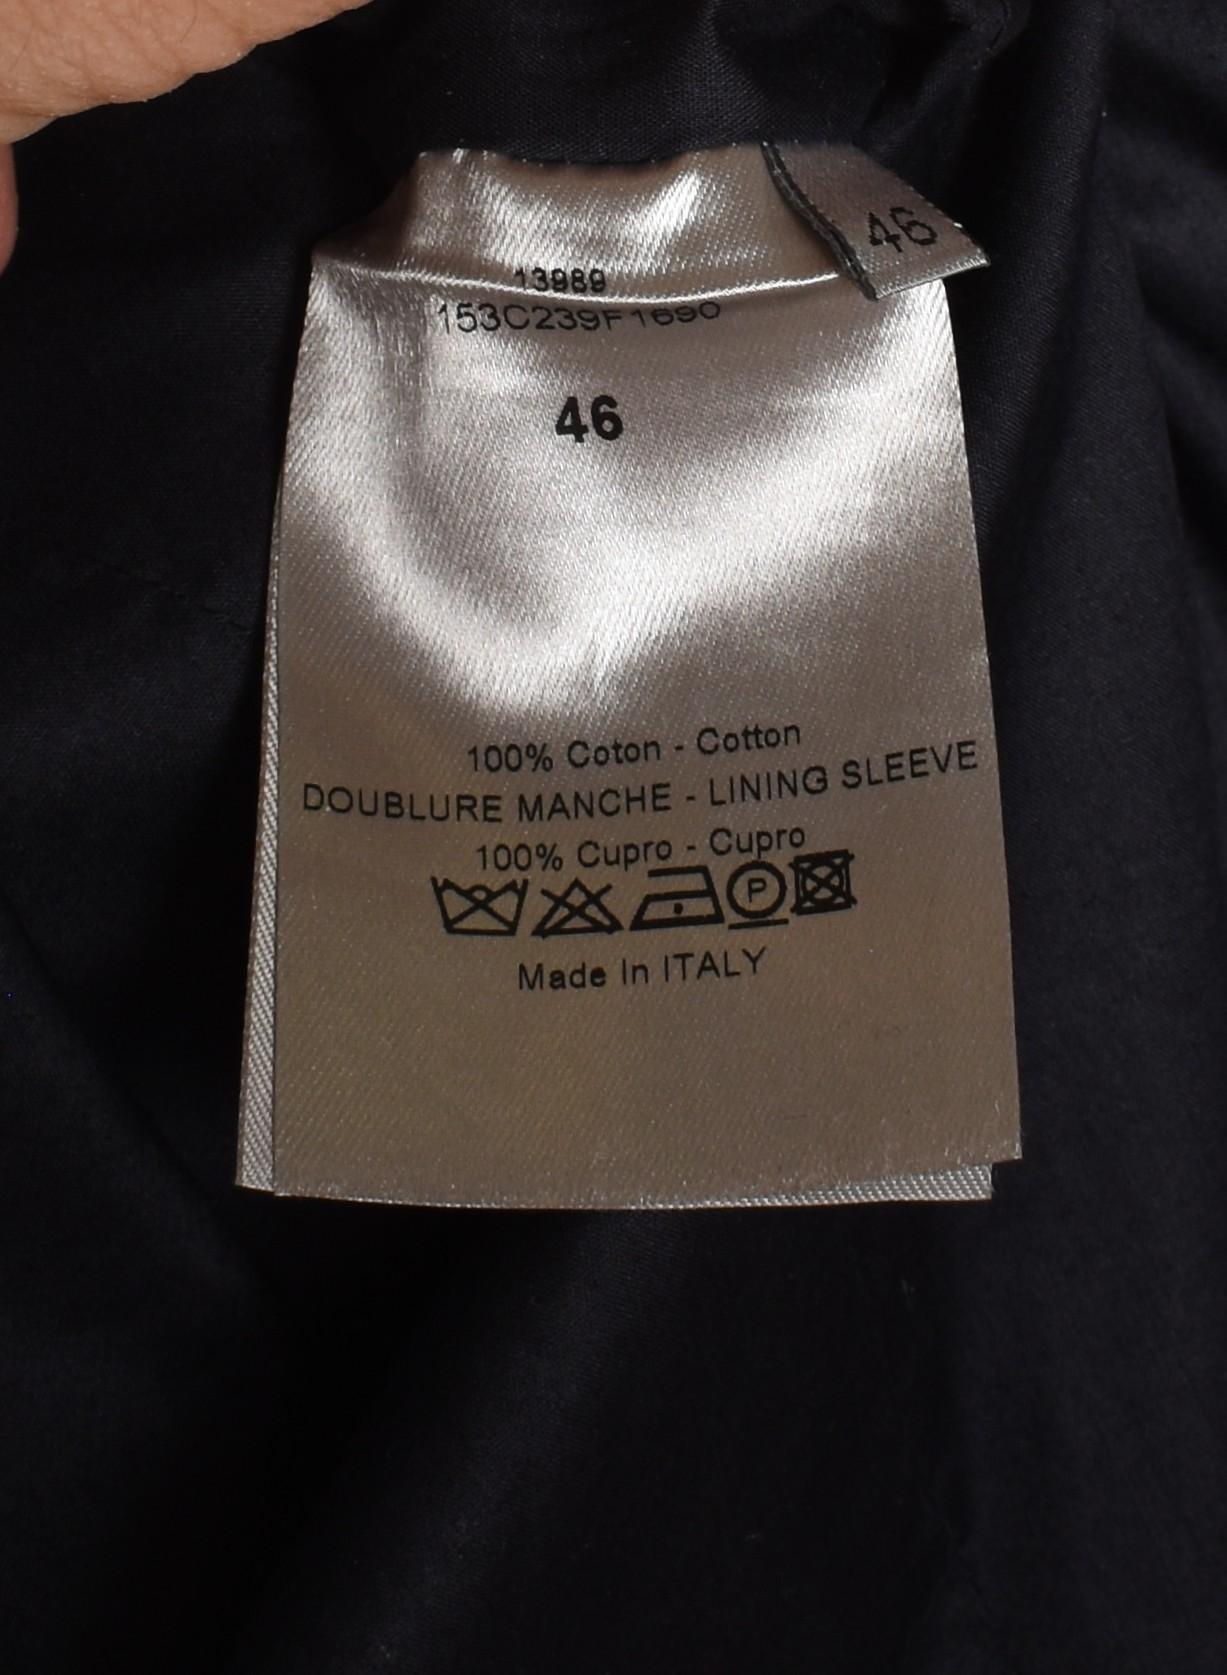 46
13989
153C239F1690
46
100% Coton - Cotton
DOUBLURE MANCHE - LINING SLEEVE
100% Cupro - Cupro
P
Made In ITALY